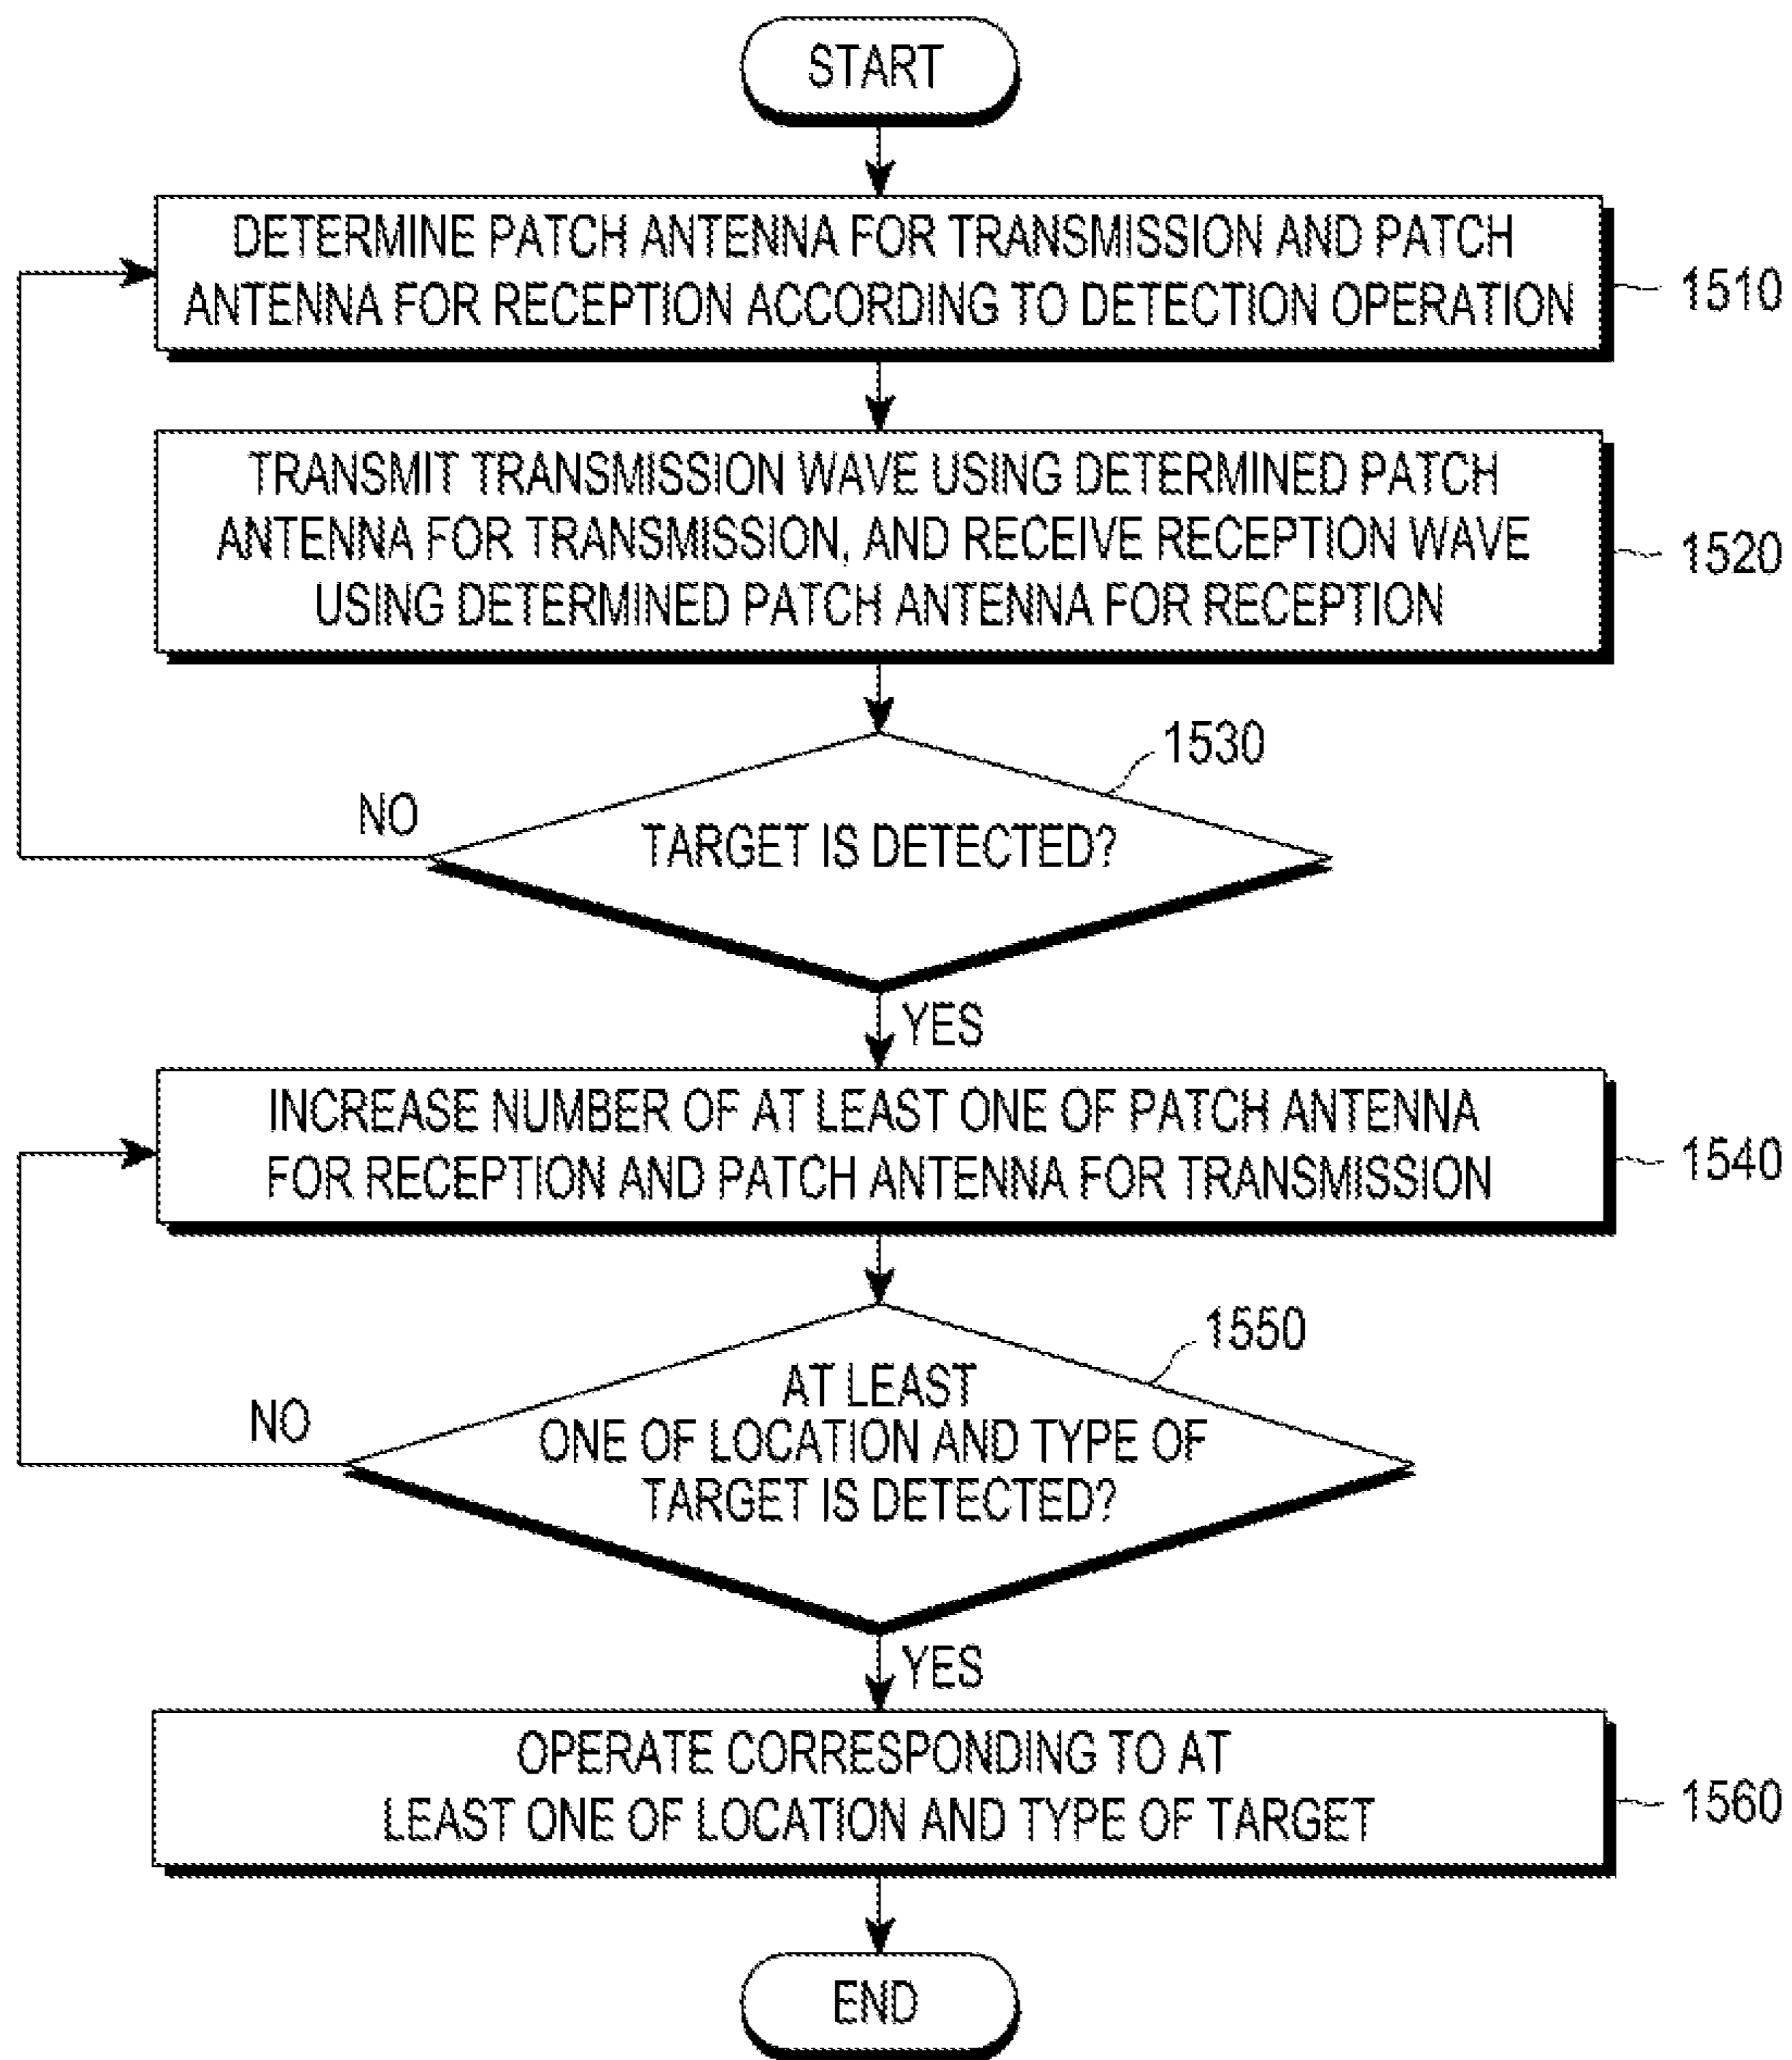 START
DETERMINE PATCH ANTENNA FOR TRANSMISSION AND PATCH
ANTENNA FOR RECEPTION ACCORDING TO DETECTION OPERATION
1510
TRANSMIT TRANSMISSION WAVE USING DETERMINED PATCH
ANTENNA FOR TRANSMISSION, AND RECEIVE RECEPTION WAVE
USING DETERMINED PATCH ANTENNA FOR RECEPTION
1520
1530
NO
TARGET IS DETECTED?
YES
INCREASE NUMBER OF AT LEAST ONE OF PATCH ANTENNA
FOR RECEPTION AND PATCH ANTENNA FOR TRANSMISSION
1540
1550
NO
AT LEAST
ONE OF LOCATION AND TYPE OF
TARGET IS DETECTED?
YES
OPERATE CORRESPONDING TO AT
LEAST ONE OF LOCATION AND TYPE OF TARGET
1560
END